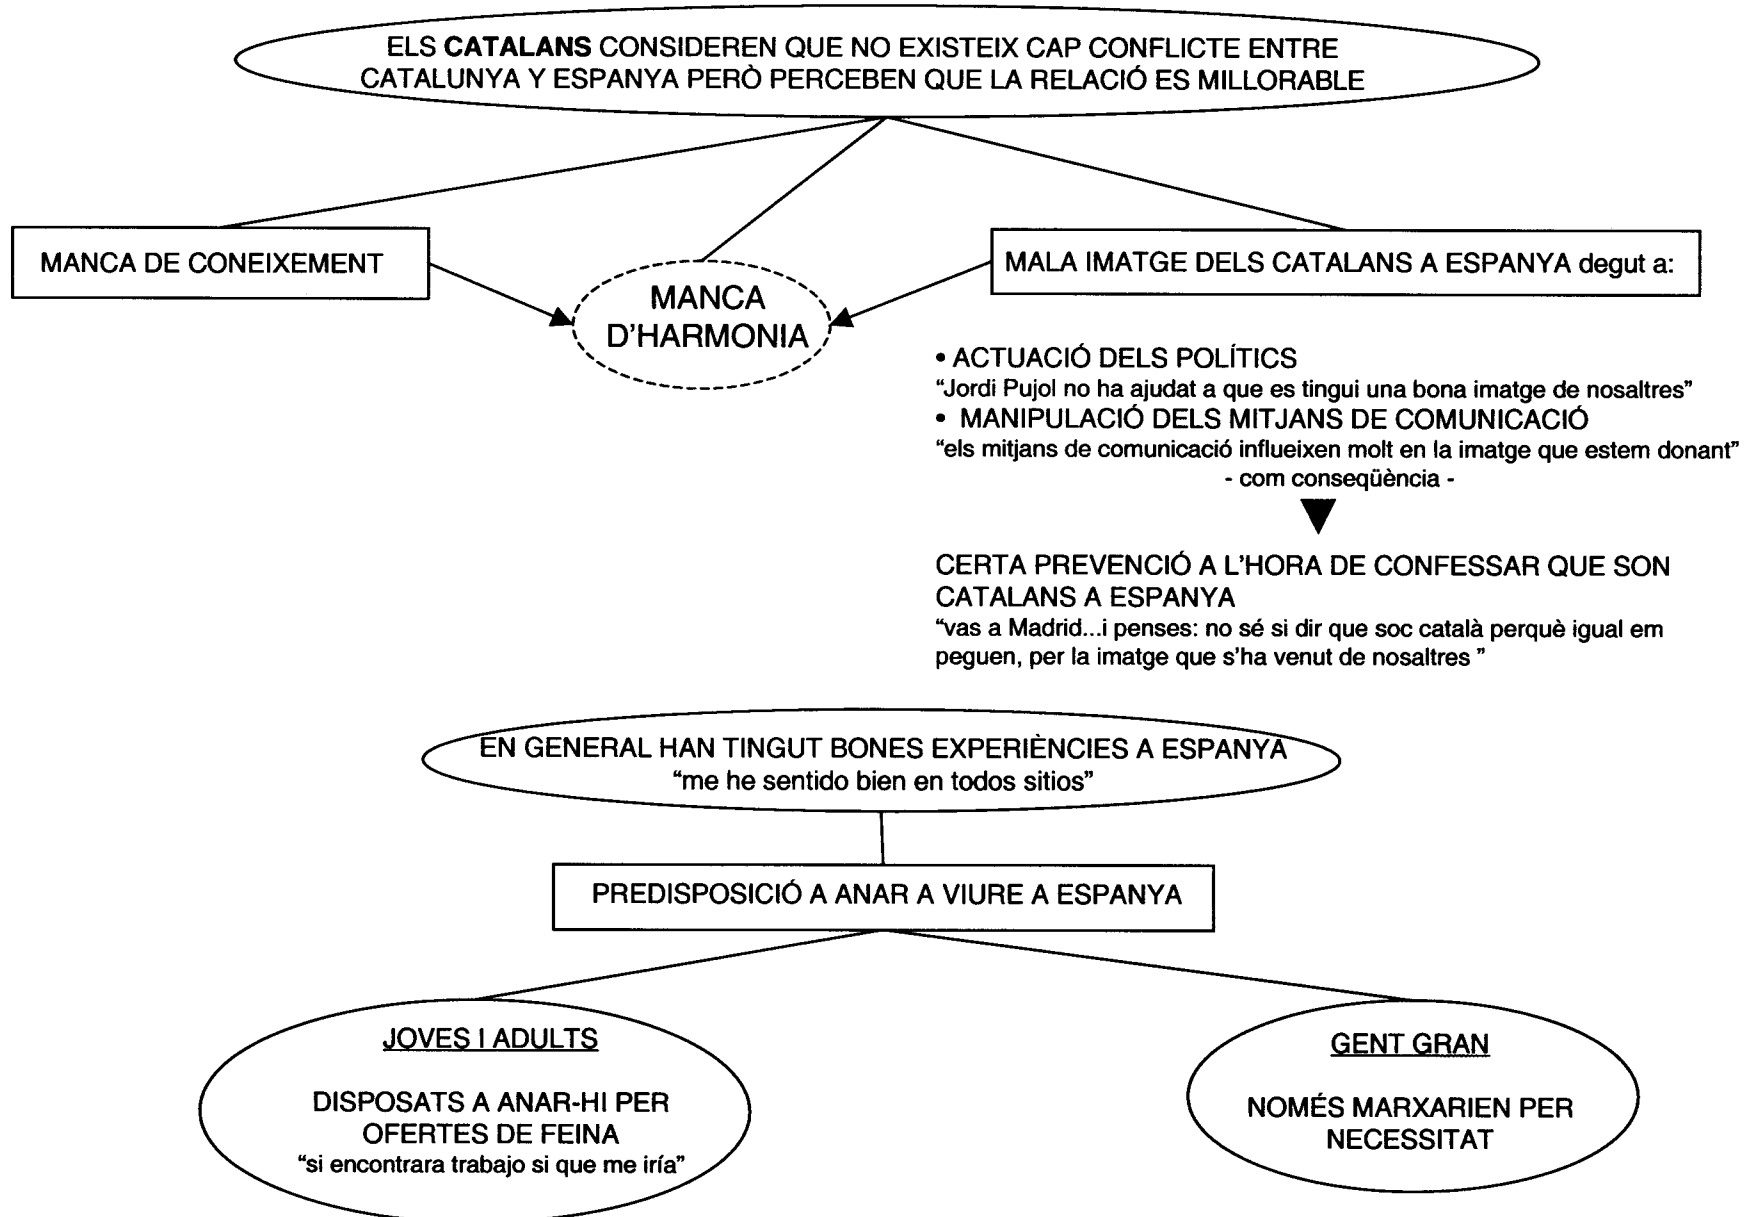 ELS CATALANS CONSIDEREN QUE NO EXISTEIX CAP CONFLICTE ENTRE
CATALUNYA Y ESPANYA PERÒ PERCEBEN QUE LA RELACIÓ ES MILLORABLE
MANCA DE CONEIXEMENT
MANCA
D'HARMONIA
MALA IMATGE DELS CATALANS A ESPANYA degut a:
• ACTUACIÓ DELS POLÍTICS
“Jordi Pujol no ha ajudat a que es tingui una bona imatge de nosaltres”
• MANIPULACIÓ DELS MITJANS DE COMUNICACIÓ
“els mitjans de comunicació influeixen molt en la imatge que estem donant”
- com conseqüència -
CERTA PREVENCIÓ A L'HORA DE CONFESSAR QUE SON
CATALANS A ESPANYA
“vas a Madrid...i penses: no sé si dir que soc català perquè igual em
peguen, per la imatge que s'ha venut de nosaltres ”
EN GENERAL HAN TINGUT BONES EXPERIÈNCIES A ESPANYA
“me he sentido bien en todos sitios”
PREDISPOSICIÓ A ANAR A VIURE A ESPANYA
JOVES I ADULTS
DISPOSATS A ANAR-HI PER
OFERTES DE FEINA
“si encontrara trabajo si que me iría”
GENT GRAN
NOMÉS MARXARIEN PER
NECESSITAT